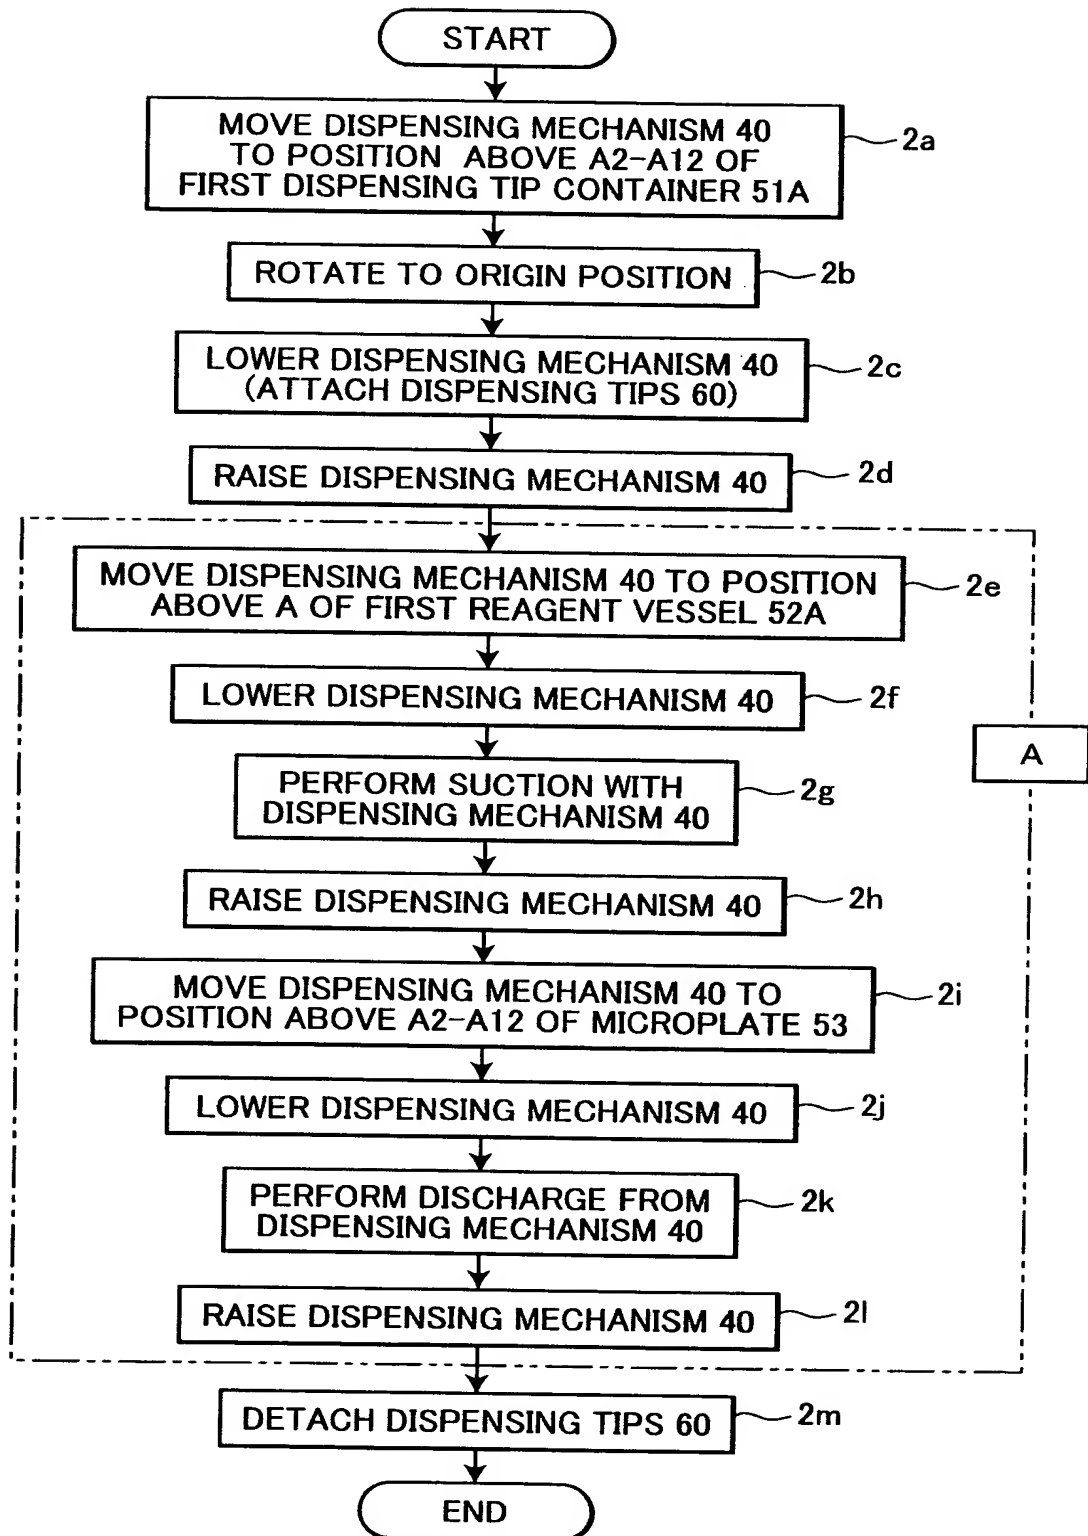 START
MOVE DISPENSING MECHANISM 40
TO POSITION ABOVE A2-A12 OF
FIRST DISPENSING TIP CONTAINER 51A
2a
ROTATE TO ORIGIN POSITION
2b
LOWER DISPENSING MECHANISM 40
(ATTACH DISPENSING TIPS 60)
2c
RAISE DISPENSING MECHANISM 40
2d
MOVE DISPENSING MECHANISM 40 TO POSITION
ABOVE A OF FIRST REAGENT VESSEL 52A
2e
LOWER DISPENSING MECHANISM 40
2f
A
PERFORM SUCTION WITH
DISPENSING MECHANISM 40
2g
RAISE DISPENSING MECHANISM 40
2h
MOVE DISPENSING MECHANISM 40 TO
POSITION ABOVE A2-A12 OF MICROPLATE 53
2i
LOWER DISPENSING MECHANISM 40
2j
PERFORM DISCHARGE FROM
DISPENSING MECHANISM 40
2k
RAISE DISPENSING MECHANISM 40
2l
DETACH DISPENSING TIPS 60
2m
END